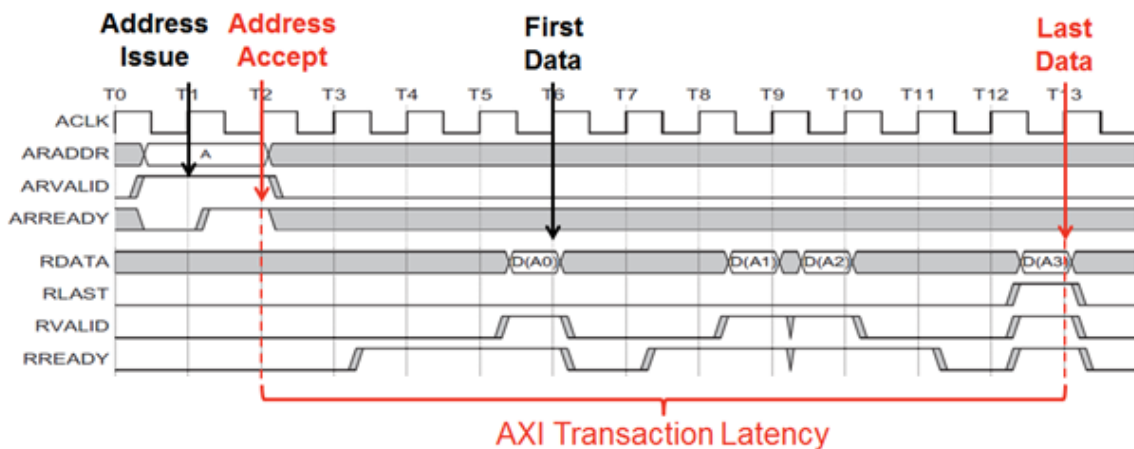 Address Issue
Address Accept
First Data
Last Data
T0 T1 T2 T3 T4 T5 T6 T7 T8 T9 T10 T11 T12 T13
ACLK
ARADDR A
ARVALID
ARREADY
RDATA D(A0) D(A1) D(A2) D(A3)
RLAST
RVALID
RREADY
AXI Transaction Latency